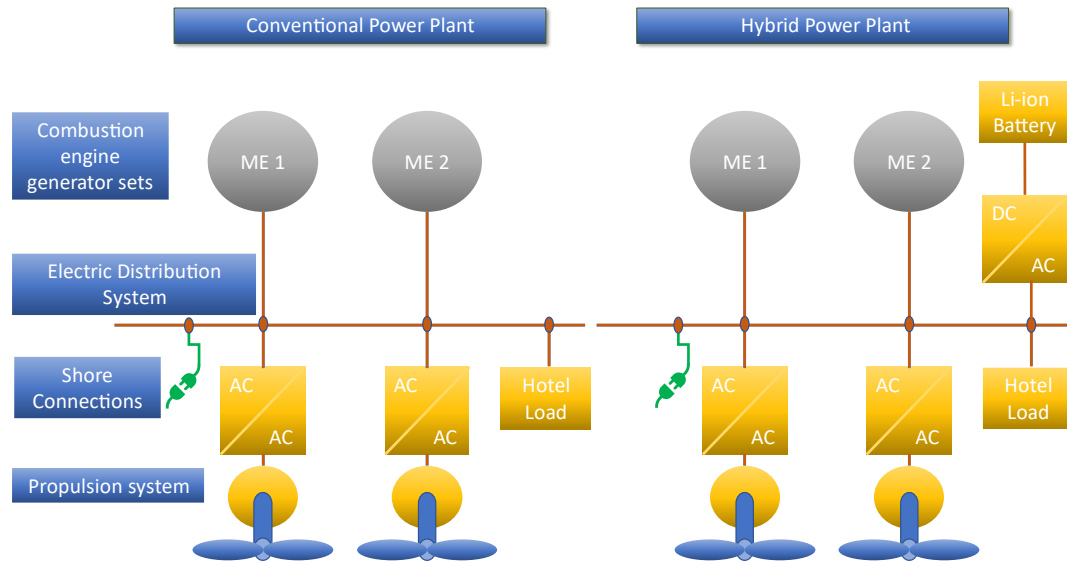 Conventional Power Plant
Hybrid Power Plant
Combustion
engine
generator sets
ME 1
ME 2
ME 1
ME 2
Li-ion
Battery
DC
AC
Electric Distribution
System
Shore
Connections
AC
AC
AC
AC
Hotel
Load
AC
AC
AC
AC
Hotel
Load
Propulsion system